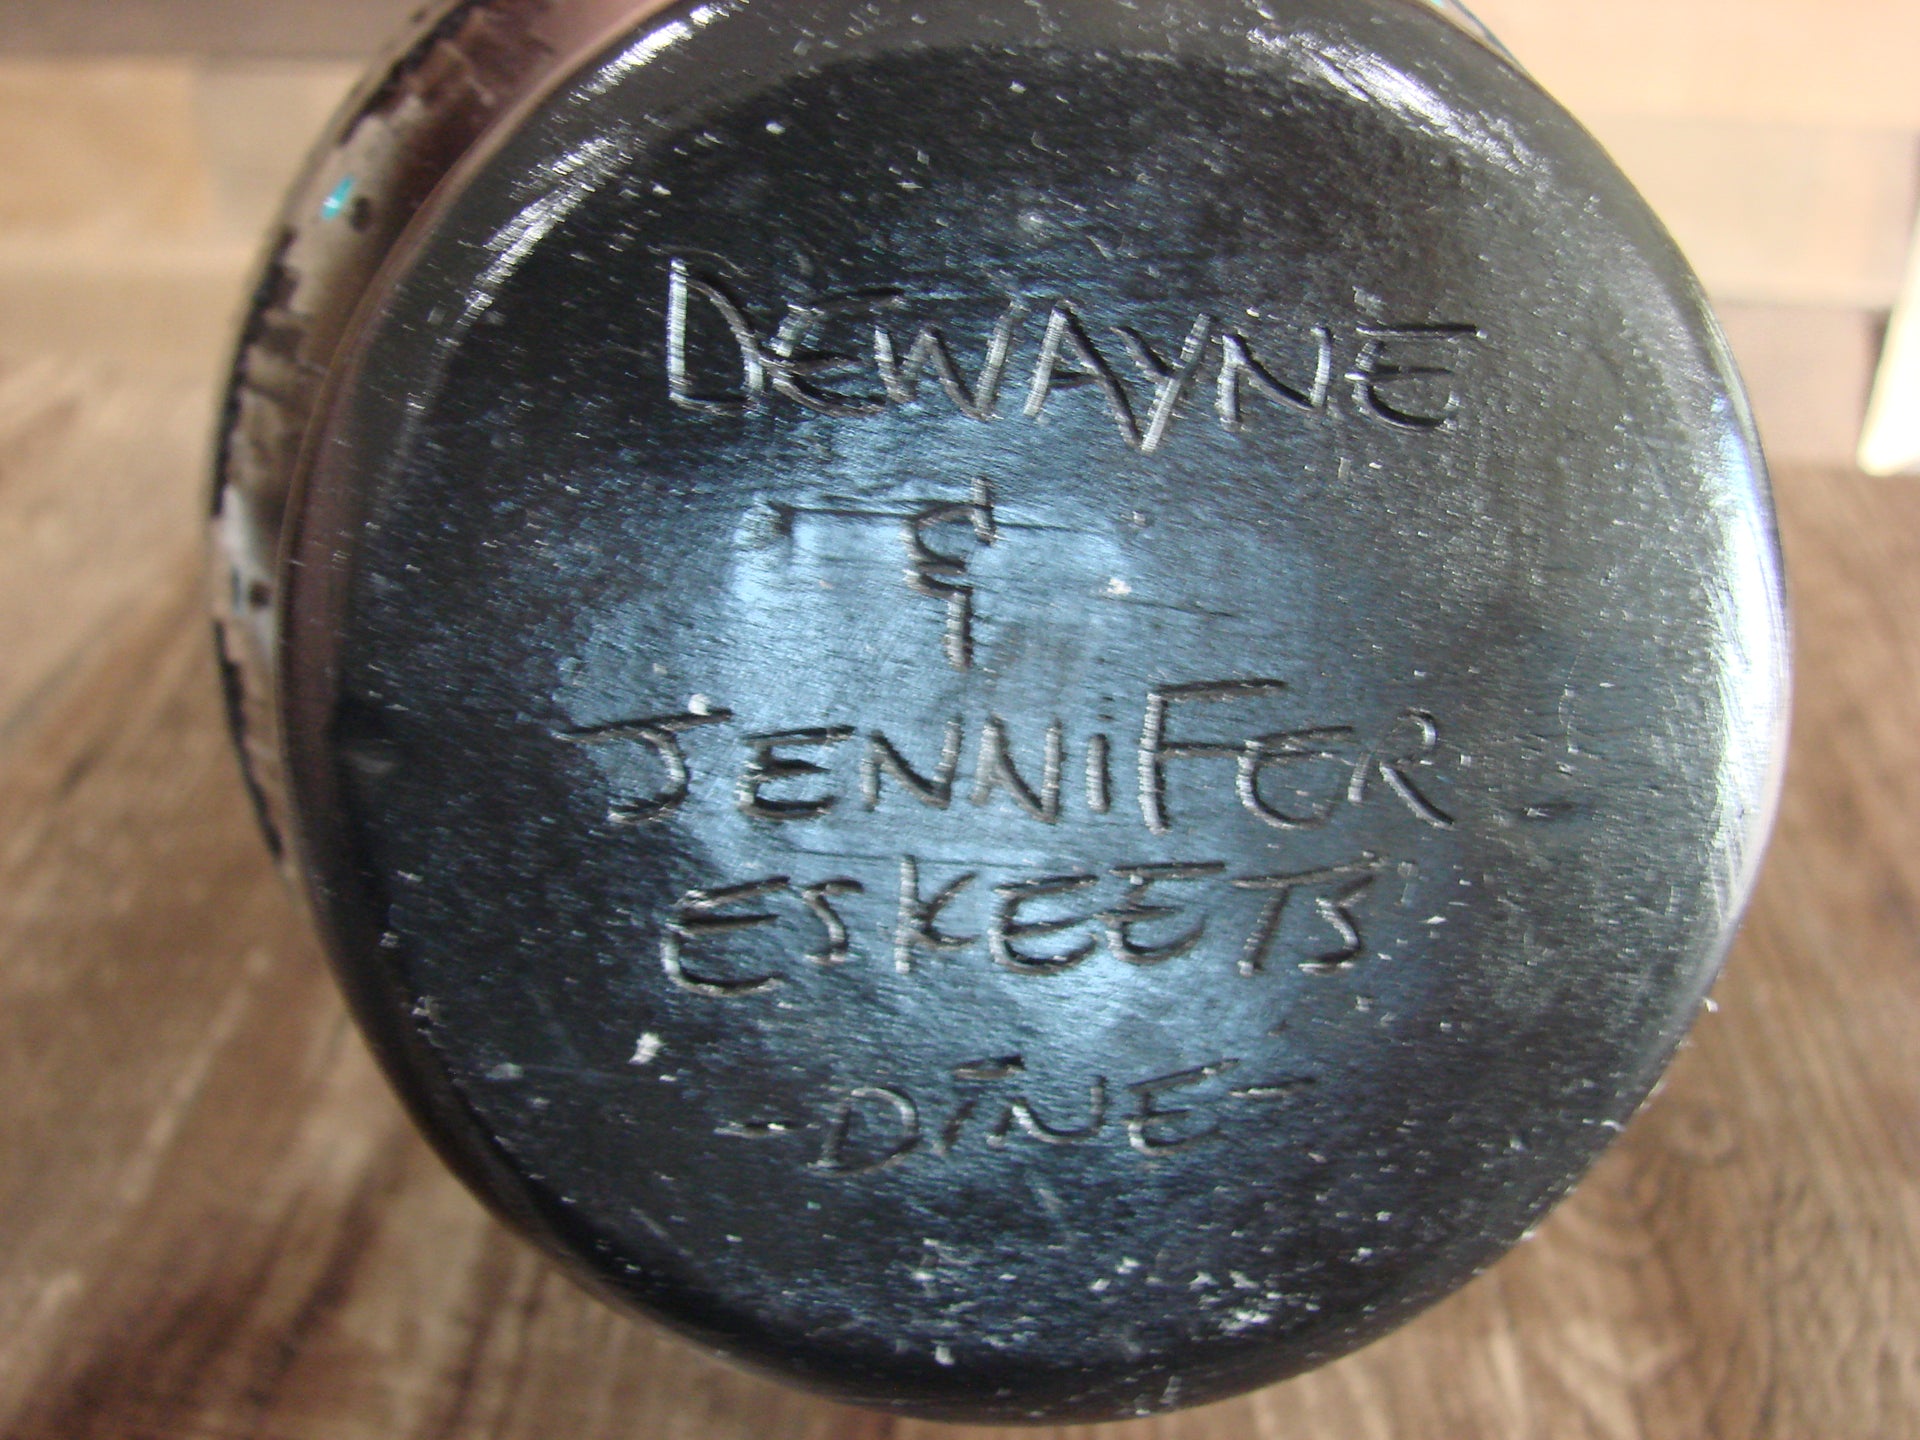 DEWAYNE
&
JENNiFER
ESKEETS
-DINE-